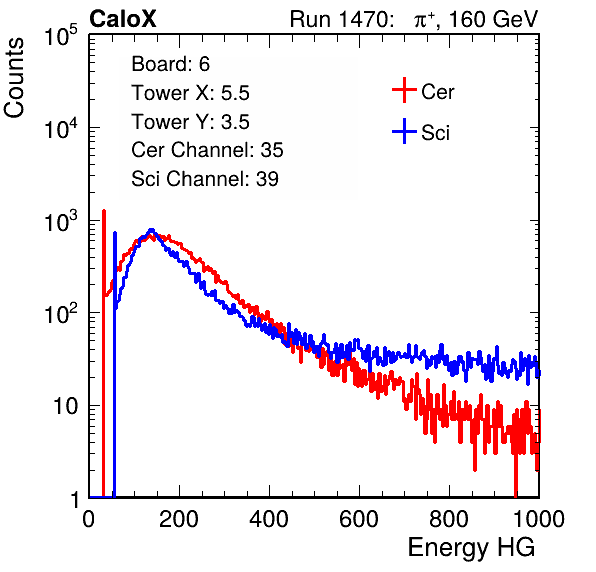 CaloX Run 1470: π⁺, 160 GeV
Board: 6
Tower X: 5.5
Tower Y: 3.5
Cer Channel: 35
Sci Channel: 39
Cer
Sci
Counts
10⁵
10⁴
10³
10²
10
1
0 200 400 600 800 1000
Energy HG